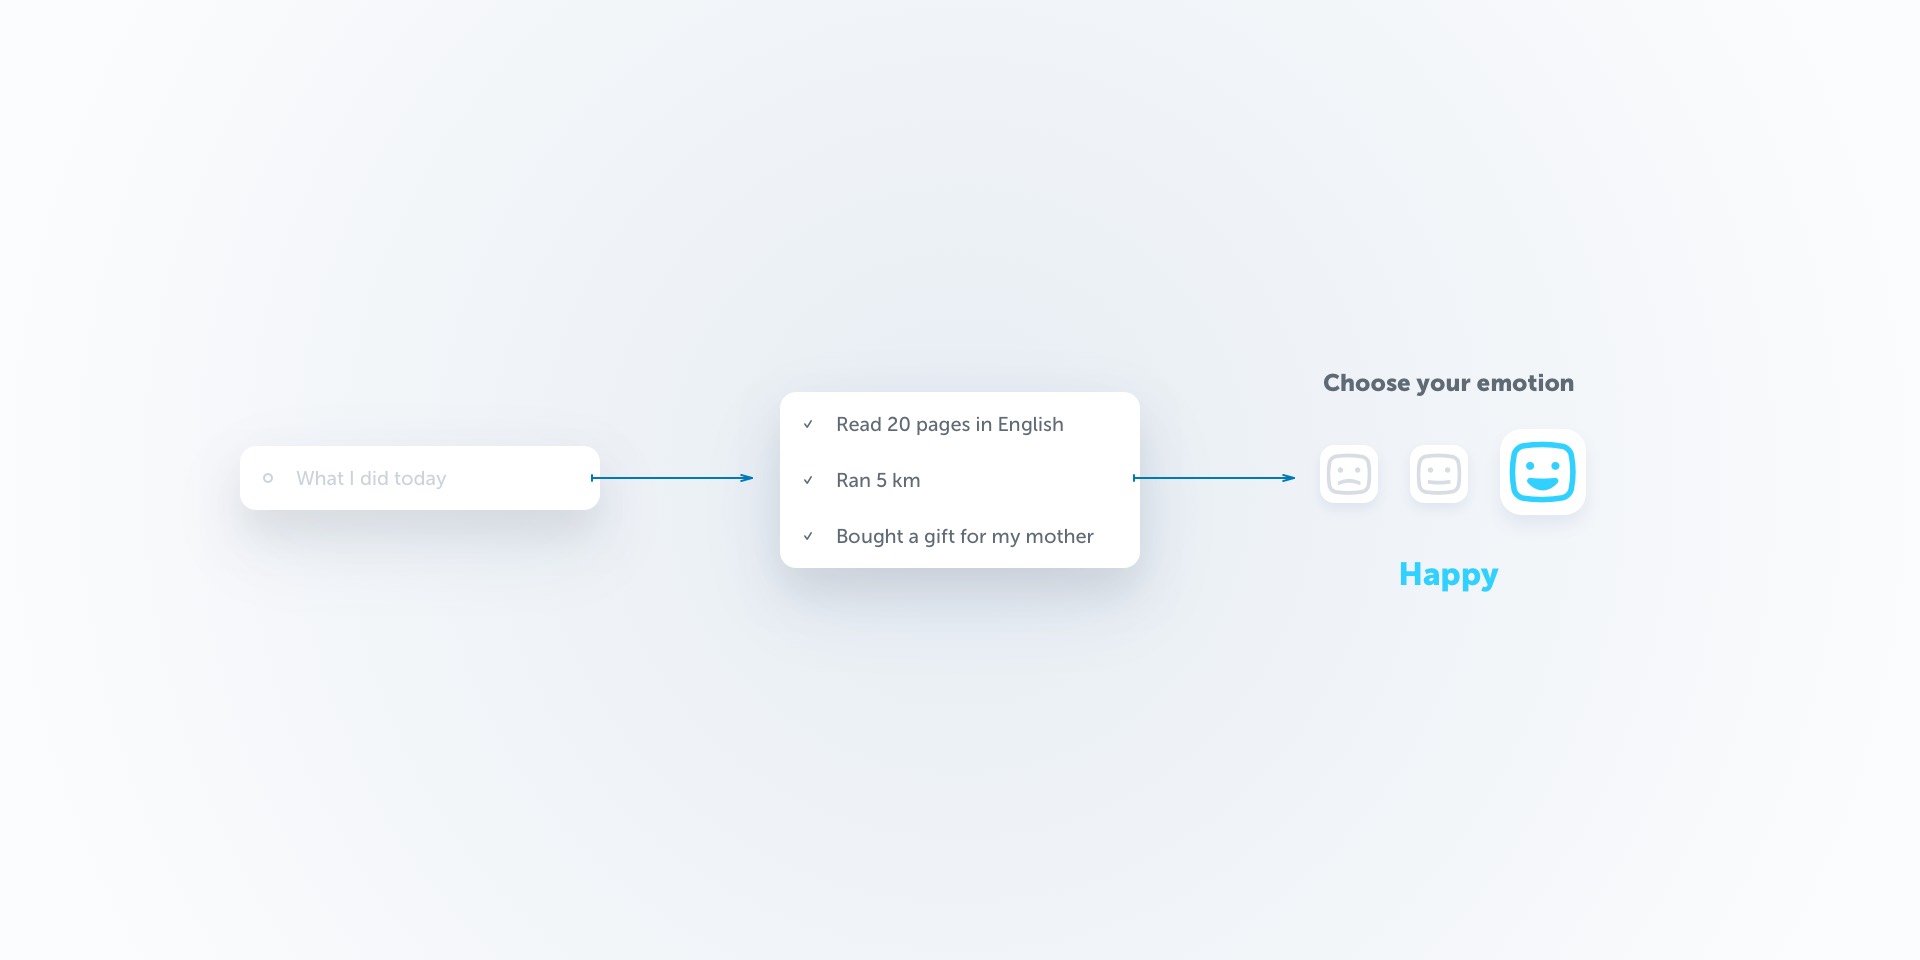 What I did today
Read 20 pages in English
Ran 5 km
Bought a gift for my mother
Choose your emotion
Happy